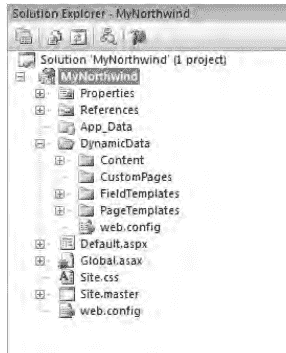 Solution Explorer - MyNorthwind
Solution 'MyNorthwind' (1 project)
MyNorthwind
Properties
References
App_Data
DynamicData
Content
CustomPages
FieldTemplates
PageTemplates
web.config
Default.aspx
Global.asax
Site.css
Site.master
web.config